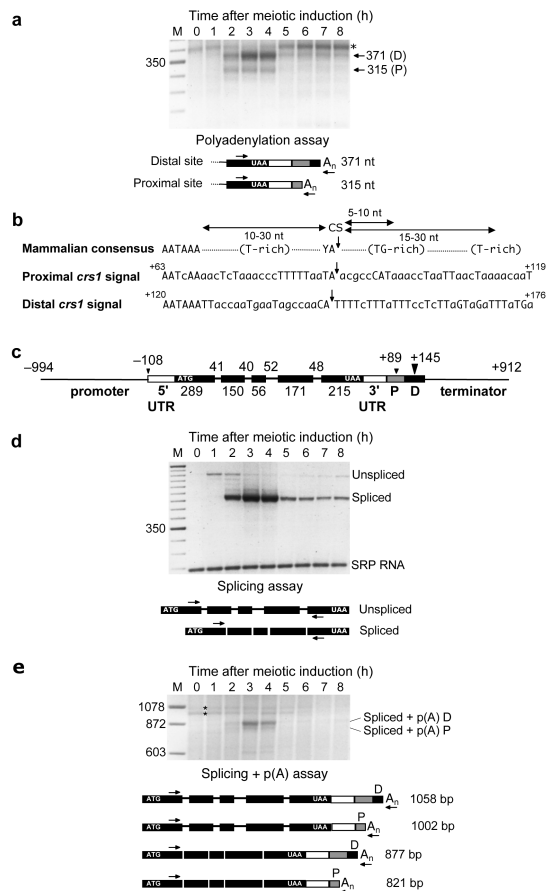 a
Time after meiotic induction (h)
M 0 1 2 3 4 5 6 7 8
*
350
371 (D)
315 (P)
Polyadenylation assay
Distal site UAA An 371 nt
Proximal site UAA An 315 nt
b
5-10 nt
CS
10-30 nt 15-30 nt
Mammalian consensus AATAAA (T-rich) YA (TG-rich) (T-rich)
+63 +119
Proximal crs1 signal AATcAAaacTcTaaacccTTTTTaaTA acgccCATaaaccTaaTTaacTaaaacaaT
+120 +176
Distal crs1 signal AATAAATTaccaaTgaaTagccaaCA TTTTcTTTaTTTccTcTTaGTaGaTTTaTGa
c
−994 −108 41 40 52 48 +89 +145 +912
ATG UAA
promoter 5' 289 150 56 171 215 3' P D terminator
UTR UTR
d
Time after meiotic induction (h)
M 0 1 2 3 4 5 6 7 8
Unspliced
Spliced
350
SRP RNA
Splicing assay
ATG UAA Unspliced
ATG UAA Spliced
e
Time after meiotic induction (h)
M 0 1 2 3 4 5 6 7 8
1078
*
*
872
603
Spliced + p(A) D
Spliced + p(A) P
Splicing + p(A) assay
D
ATG UAA An 1058 bp
P
ATG UAA An 1002 bp
D
ATG UAA An 877 bp
P
ATG UAA An 821 bp